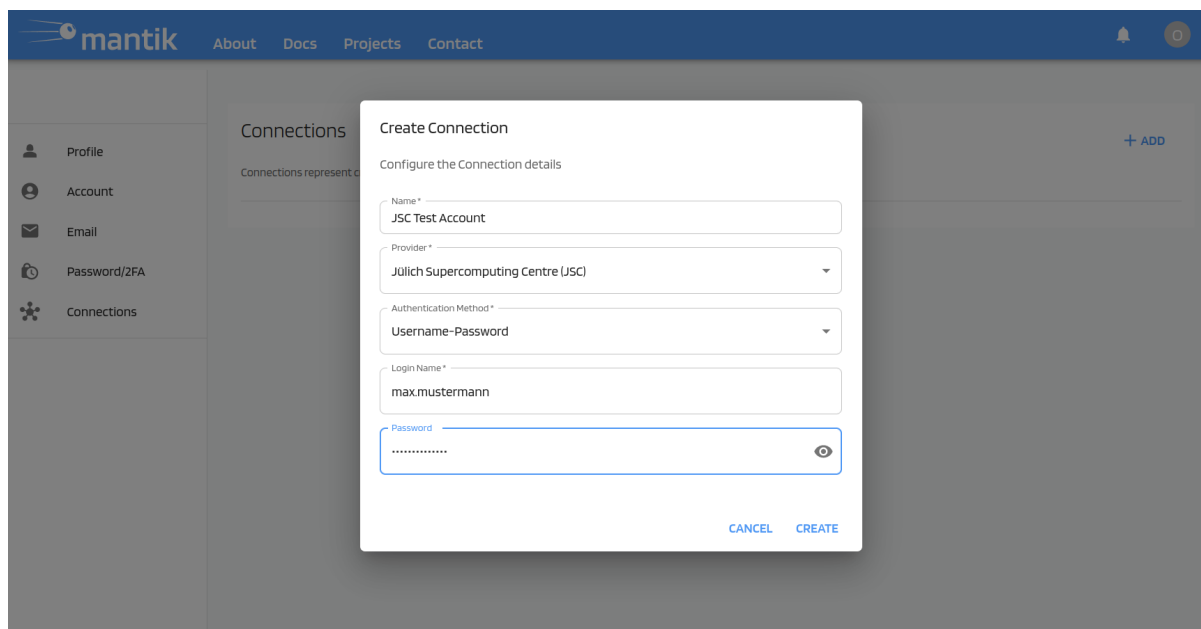 mantik About Docs Projects Contact O
Profile
Account
Email
Password/2FA
Connections
Connections
+ ADD
Connections represent c
Create Connection
Configure the Connection details
Name *
JSC Test Account
Provider *
Jülich Supercomputing Centre (JSC)
Authentication Method *
Username-Password
Login Name *
max.mustermann
Password
••••••••••••••
CANCEL CREATE